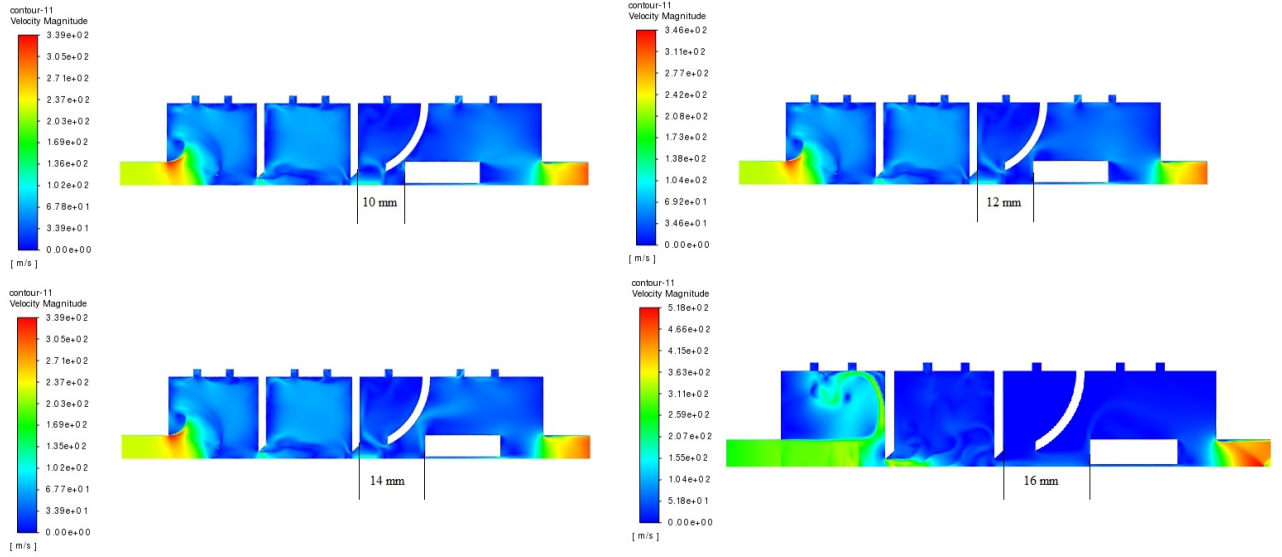 contour-11
Velocity Magnitude
3.39e+02
3.05e+02
2.71e+02
2.37e+02
2.03e+02
1.69e+02
1.36e+02
1.02e+02
6.78e+01
3.39e+01
0.00e+00
[ m/s ]
10 mm
contour-11
Velocity Magnitude
3.46e+02
3.11e+02
2.77e+02
2.42e+02
2.08e+02
1.73e+02
1.38e+02
1.04e+02
6.92e+01
3.46e+01
0.00e+00
[ m/s ]
12 mm
contour-11
Velocity Magnitude
3.39e+02
3.05e+02
2.71e+02
2.37e+02
2.03e+02
1.69e+02
1.35e+02
1.02e+02
6.77e+01
3.39e+01
0.00e+00
[ m/s ]
14 mm
contour-11
Velocity Magnitude
5.18e+02
4.66e+02
4.15e+02
3.63e+02
3.11e+02
2.59e+02
2.07e+02
1.55e+02
1.04e+02
5.18e+01
0.00e+00
[ m/s ]
16 mm